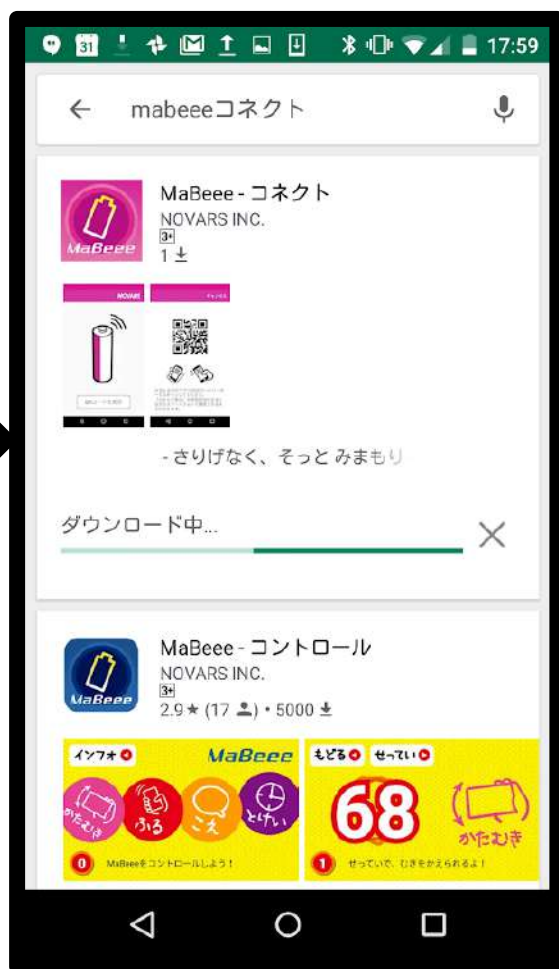 31 17:59
mabeeeコネクト
MaBeee - コネクト
NOVARS INC.
3+
1
MaBeee
NOVARS
- さりげなく、そっと みまもり
ダウンロード中...
MaBeee - コントロール
NOVARS INC.
3+
2.9★ (17) • 5000
MaBeee
インフォ MaBeee
かたむき ふる こえ とけい
0 MaBeeeをコントロールしよう!
もどる せってい
68
かたむき
1 せっていで、むきをかえられるよ!